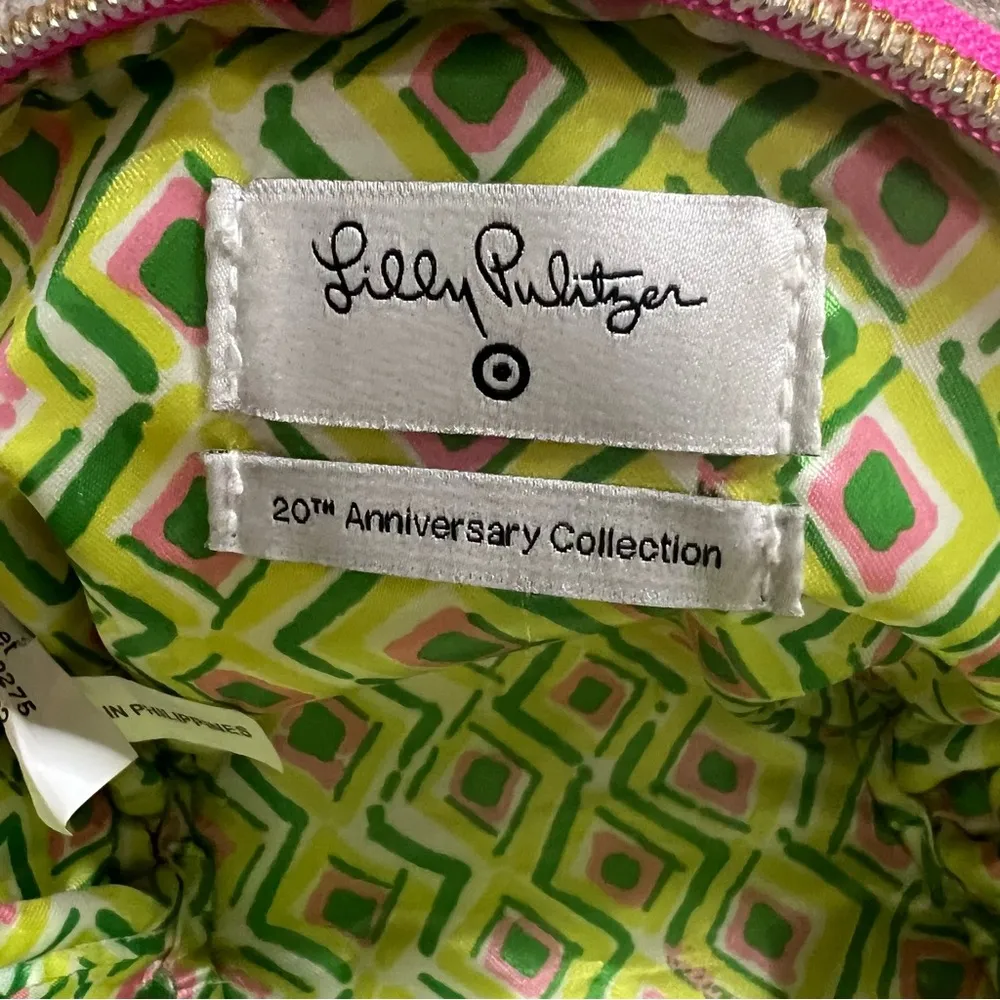 Lilly Pulitzer
20TH Anniversary Collection
IN PHILIPPINES